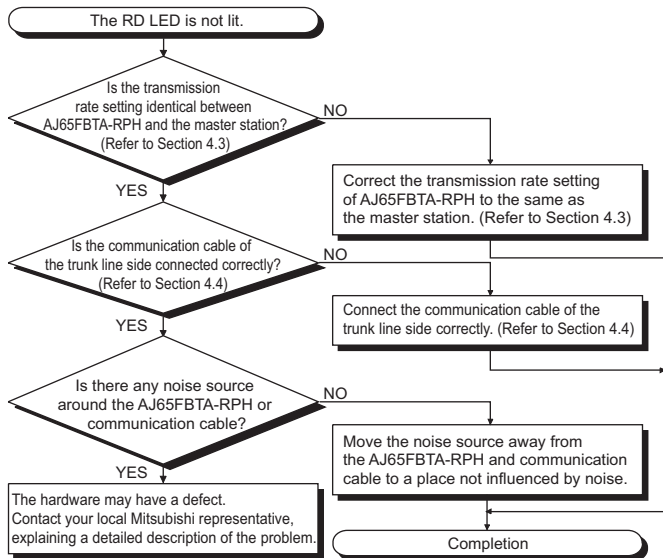 The RD LED is not lit.
Is the transmission
rate setting identical between
AJ65FBTA-RPH and the master station?
(Refer to Section 4.3)
NO
YES
Correct the transmission rate setting
of AJ65FBTA-RPH to the same as
the master station. (Refer to Section 4.3)
Is the communication cable of
the trunk line side connected correctly?
(Refer to Section 4.4)
NO
YES
Connect the communication cable of the
trunk line side correctly. (Refer to Section 4.4)
Is there any noise source
around the AJ65FBTA-RPH or
communication cable?
NO
YES
Move the noise source away from
the AJ65FBTA-RPH and communication
cable to a place not influenced by noise.
The hardware may have a defect.
Contact your local Mitsubishi representative,
explaining a detailed description of the problem.
Completion